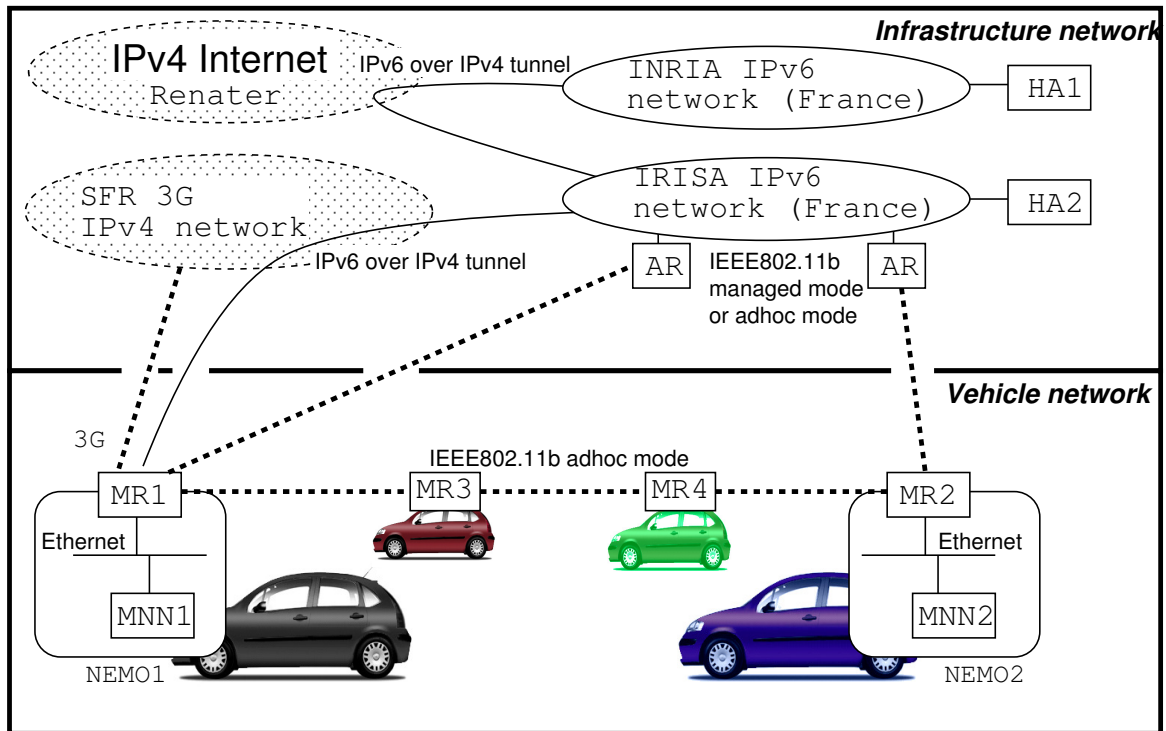 Infrastructure network
IPv4 Internet
Renater
IPv6 over IPv4 tunnel
INRIA IPv6
network (France)
HA1
SFR 3G
IPv4 network
IRISA IPv6
network (France)
HA2
IPv6 over IPv4 tunnel
AR
IEEE802.11b
managed mode
or adhoc mode
AR
Vehicle network
3G
IEEE802.11b adhoc mode
MR1
MR3
MR4
MR2
Ethernet
Ethernet
MNN1
MNN2
NEMO1
NEMO2